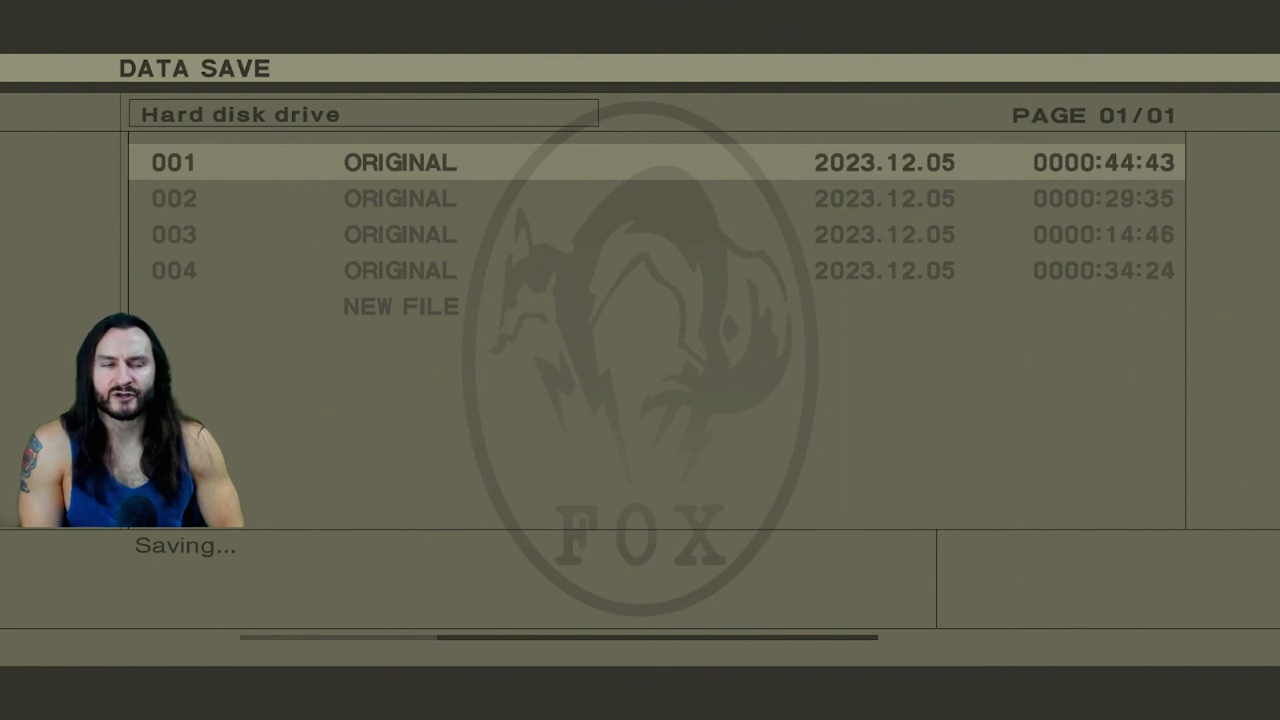 DATA SAVE
Hard disk drive PAGE 01/01
001 ORIGINAL 2023.12.05 0000:44:43
002 ORIGINAL 2023.12.05 0000:29:35
003 ORIGINAL 2023.12.05 0000:14:46
004 ORIGINAL 2023.12.05 0000:34:24
NEW FILE
FOX
Saving...